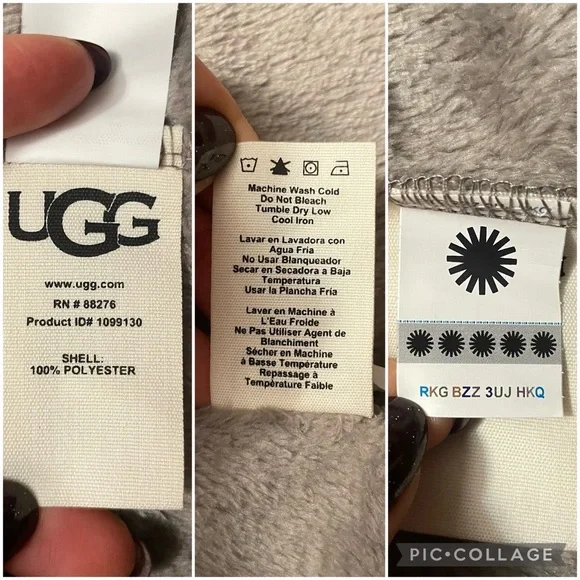 UGG
www.ugg.com
RN # 88276
Product ID# 1099130
SHELL:
100% POLYESTER
Machine Wash Cold
Do Not Bleach
Tumble Dry Low
Cool Iron
Lavar en Lavadora con
Agua Fria
No Usar Blanqueador
Secar en Secadora a Baja
Temperatura
Usar la Plancha Fría
Laver en Machine à
L'Eau Froide
Ne Pas Utiliser Agent de
Blanchiment
Sécher en Machine
à Basse Température
Repassage à
Température Faible
RKG BZZ 3UJ HKQ
PIC•COLLAGE